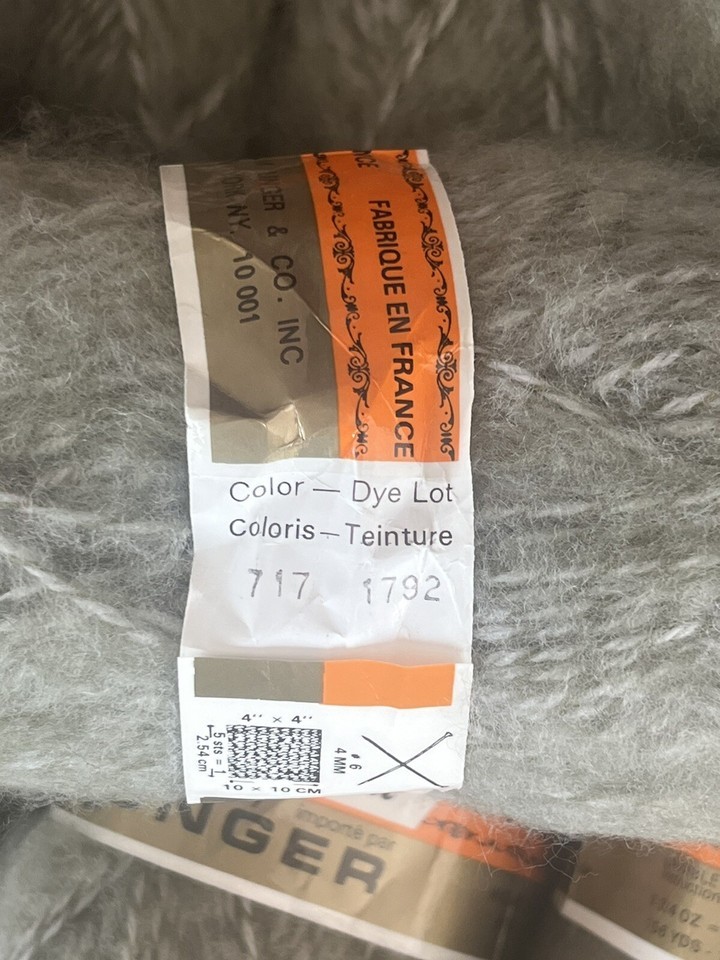 & CO. INC
NY. 10 001
FABRIQUE EN FRANCE
Color — Dye Lot
Coloris — Teinture
717 1792
4" × 4"
5 sts = 1"
2.54 cm
10 × 10 CM
6
4 MM
importé par
NGER